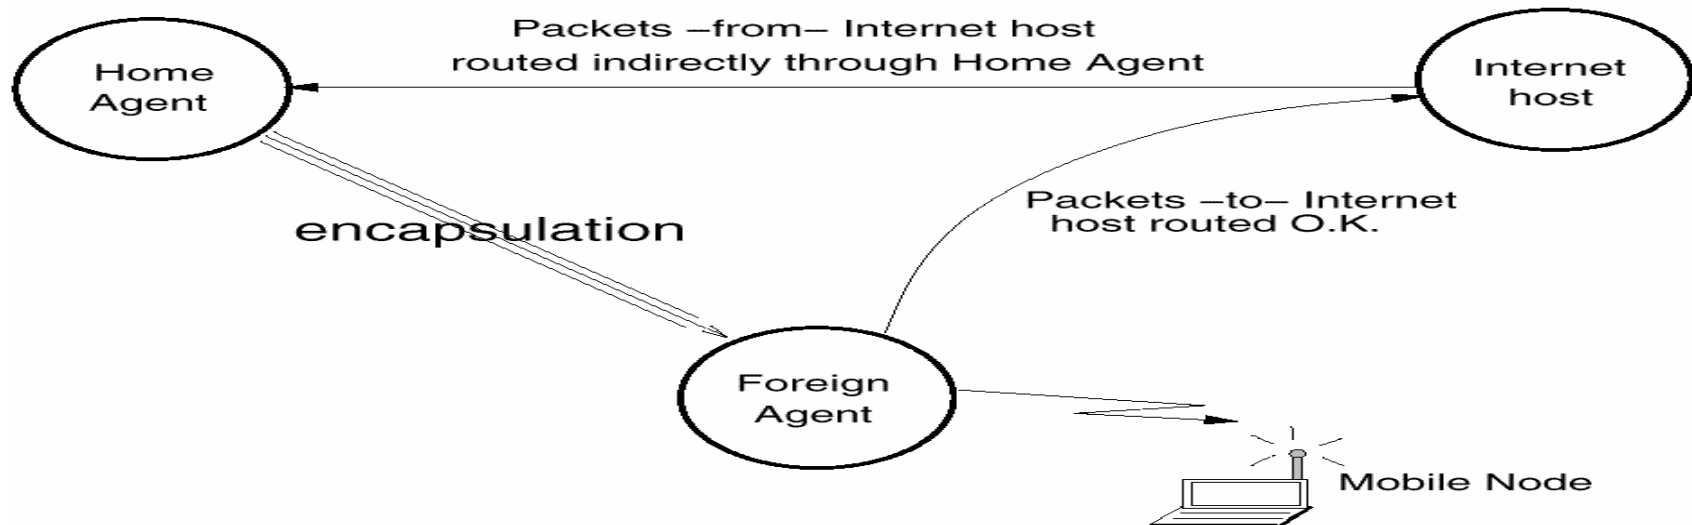 Packets –from– Internet host
routed indirectly through Home Agent
Home
Agent
Internet
host
Packets –to– Internet
host routed O.K.
encapsulation
Foreign
Agent
Mobile Node